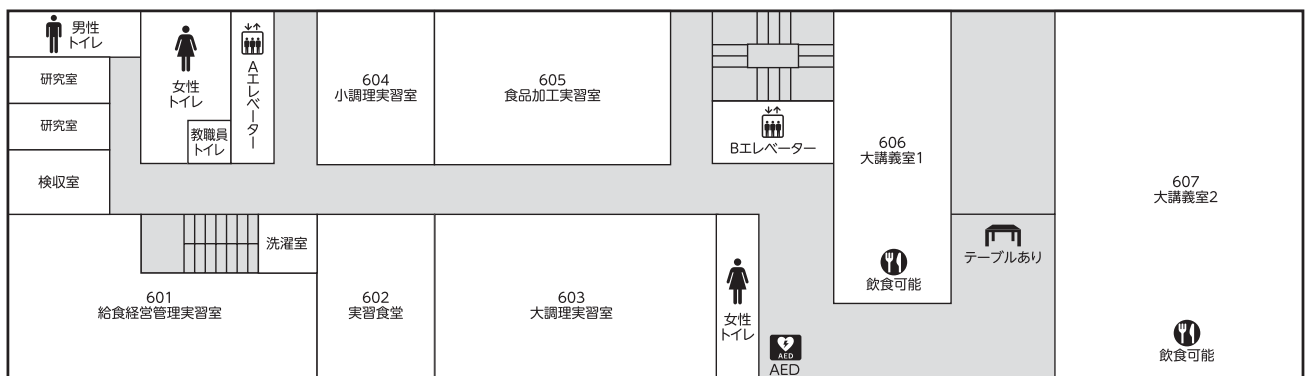 男性
トイレ
研究室
研究室
検収室
女性
トイレ
教職員
トイレ
Aエレベーター
604
小調理実習室
605
食品加工実習室
Bエレベーター
606
大講義室1
飲食可能
607
大講義室2
飲食可能
テーブルあり
洗濯室
601
給食経営管理実習室
602
実習食堂
603
大調理実習室
女性
トイレ
AED
AED